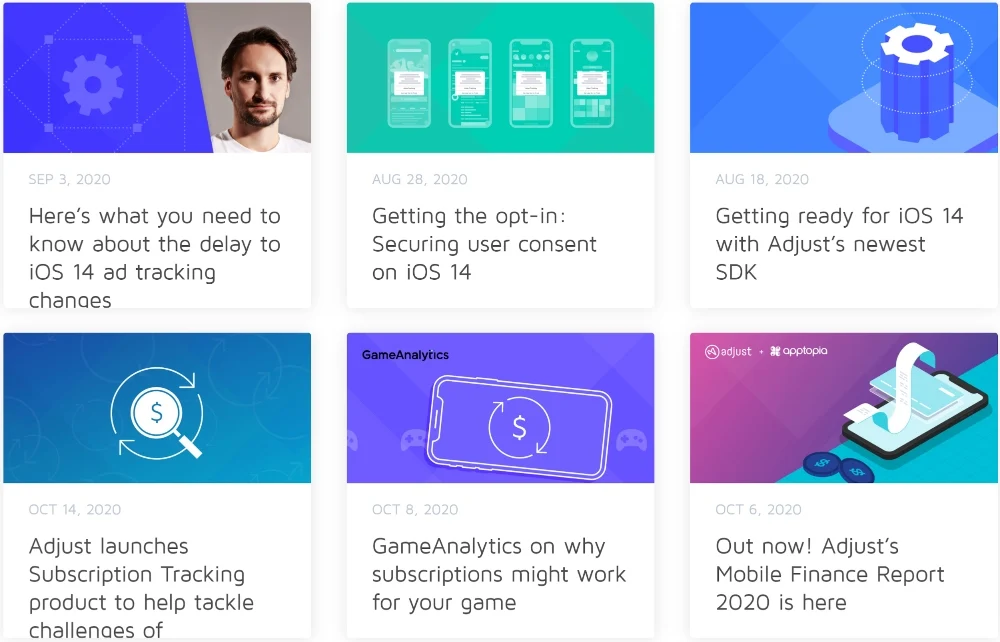 SEP 3, 2020
Here's what you need to
know about the delay to
iOS 14 ad tracking
changes
AUG 28, 2020
Getting the opt-in:
Securing user consent
on iOS 14
AUG 18, 2020
Getting ready for iOS 14
with Adjust's newest
SDK
$
OCT 14, 2020
Adjust launches
Subscription Tracking
product to help tackle
challenges of
GameAnalytics
$
OCT 8, 2020
GameAnalytics on why
subscriptions might work
for your game
adjust + apptopia
$ $
OCT 6, 2020
Out now! Adjust's
Mobile Finance Report
2020 is here